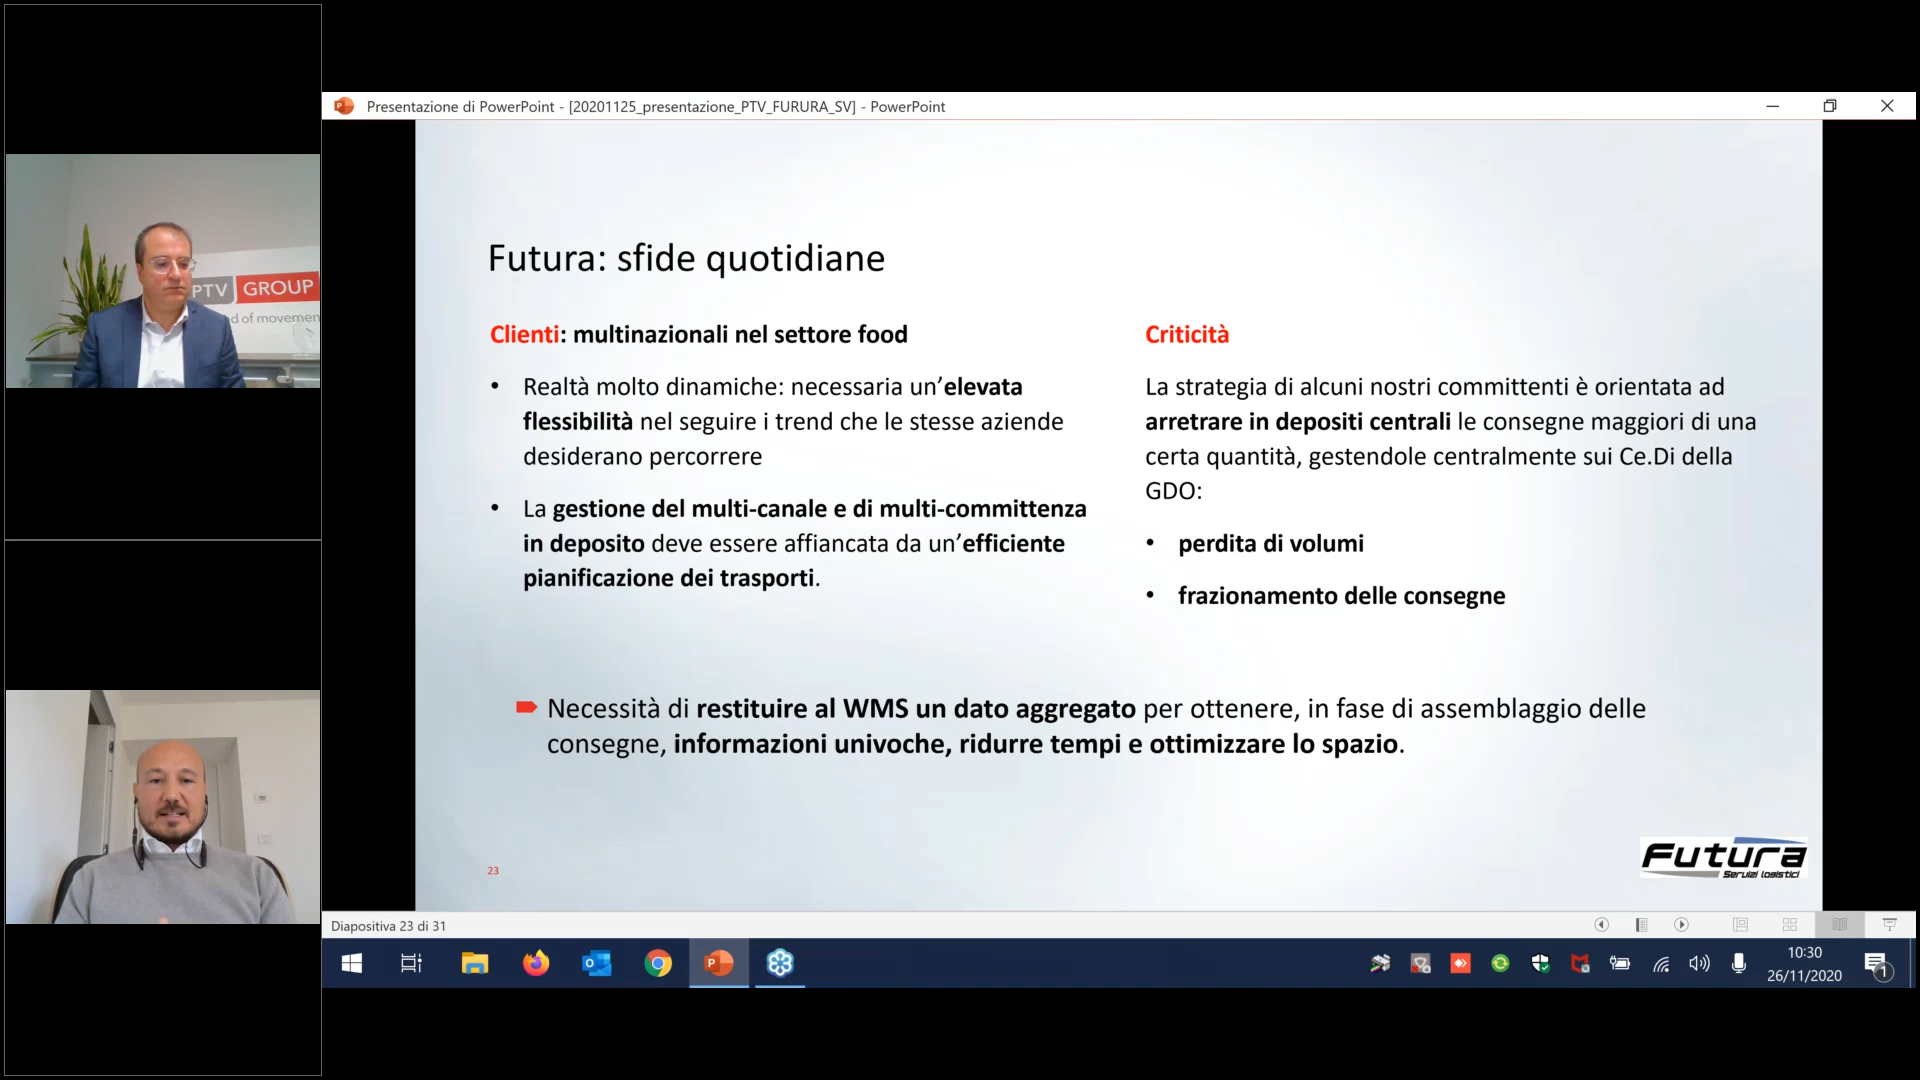 Presentazione di PowerPoint - [20201125_presentazione_PTV_FURURA_SV] - PowerPoint
PTV GROUP
d of movemen
Futura: sfide quotidiane
Clienti: multinazionali nel settore food
• Realtà molto dinamiche: necessaria un’elevata
flessibilità nel seguire i trend che le stesse aziende
desiderano percorrere
• La gestione del multi-canale e di multi-committenza
in deposito deve essere affiancata da un’efficiente
pianificazione dei trasporti.
Criticità
La strategia di alcuni nostri committenti è orientata ad
arretrare in depositi centrali le consegne maggiori di una
certa quantità, gestendole centralmente sui Ce.Di della
GDO:
• perdita di volumi
• frazionamento delle consegne
Necessità di restituire al WMS un dato aggregato per ottenere, in fase di assemblaggio delle
consegne, informazioni univoche, ridurre tempi e ottimizzare lo spazio.
23
Futura
Servizi logistici
Diapositiva 23 di 31
10:30
26/11/2020
1